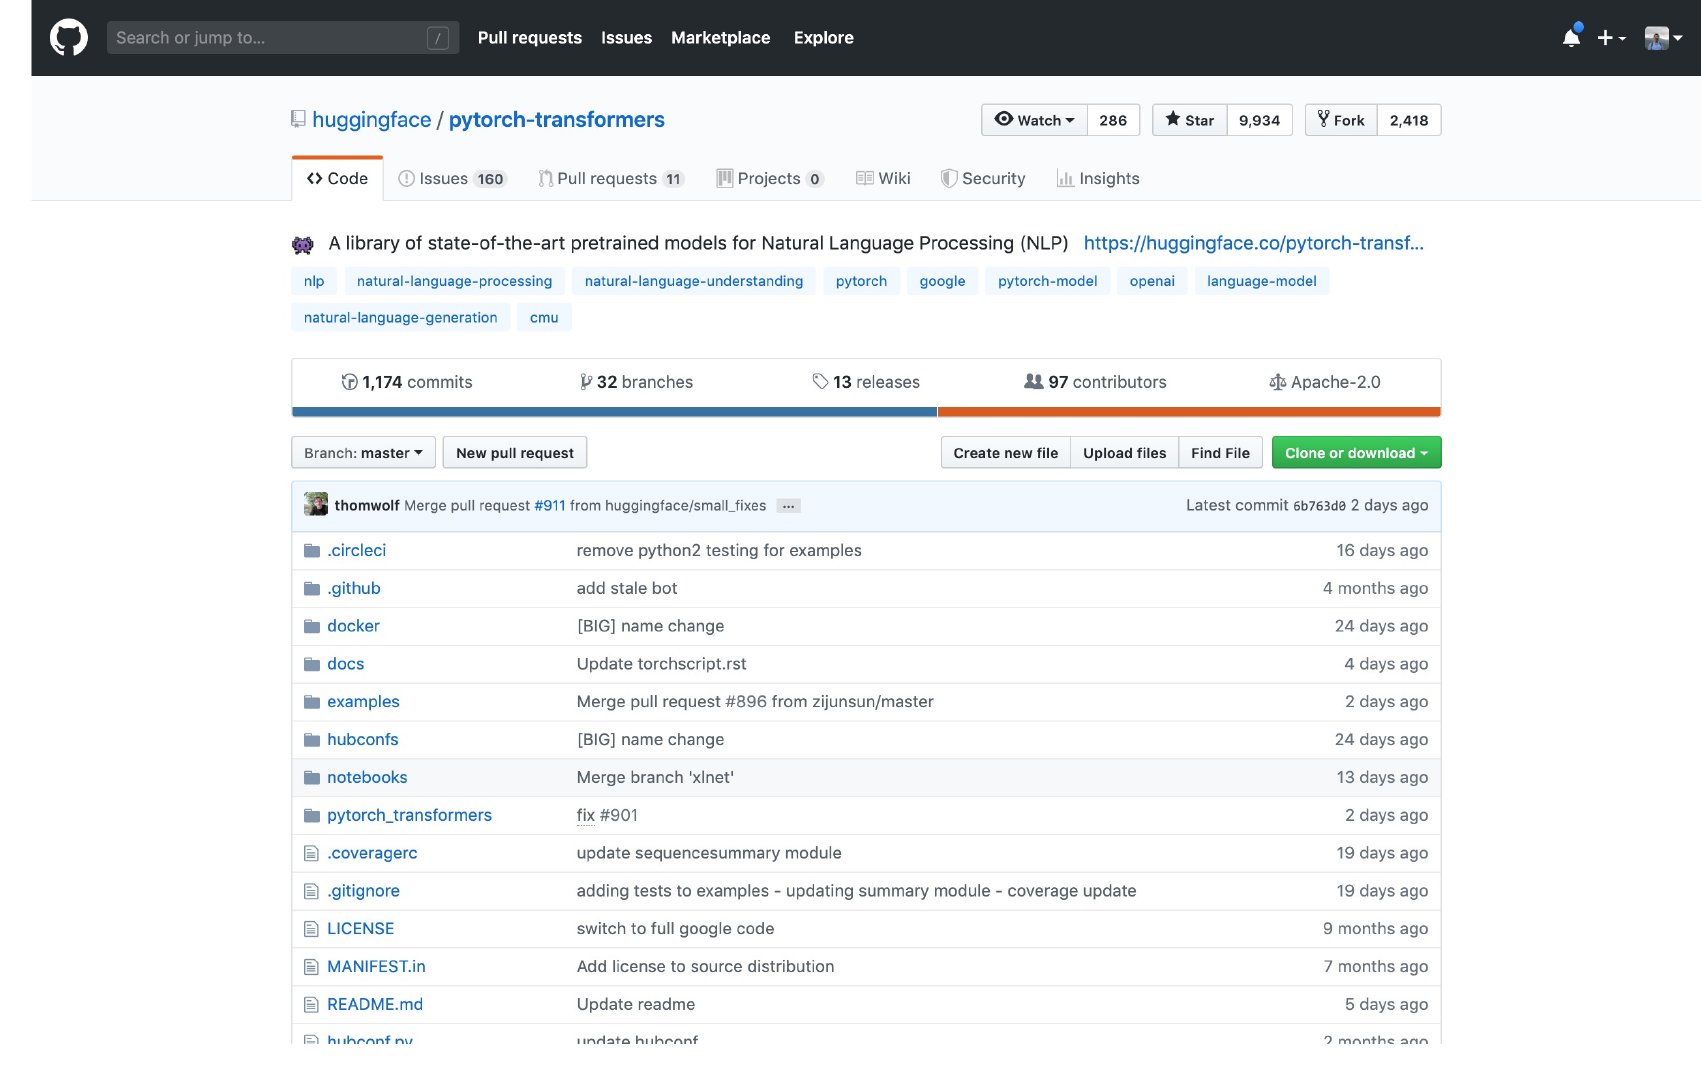 Search or jump to... / Pull requests Issues Marketplace Explore
huggingface / pytorch-transformers Watch 286 Star 9,934 Fork 2,418
Code Issues 160 Pull requests 11 Projects 0 Wiki Security Insights
A library of state-of-the-art pretrained models for Natural Language Processing (NLP) https://huggingface.co/pytorch-transf...
nlp natural-language-processing natural-language-understanding pytorch google pytorch-model openai language-model
natural-language-generation cmu
1,174 commits 32 branches 13 releases 97 contributors Apache-2.0
Branch: master New pull request Create new file Upload files Find File Clone or download
thomwolf Merge pull request #911 from huggingface/small_fixes ... Latest commit 6b763d0 2 days ago
.circleci remove python2 testing for examples 16 days ago
.github add stale bot 4 months ago
docker [BIG] name change 24 days ago
docs Update torchscript.rst 4 days ago
examples Merge pull request #896 from zijunsun/master 2 days ago
hubconfs [BIG] name change 24 days ago
notebooks Merge branch 'xlnet' 13 days ago
pytorch_transformers fix #901 2 days ago
.coveragerc update sequencesummary module 19 days ago
.gitignore adding tests to examples - updating summary module - coverage update 19 days ago
LICENSE switch to full google code 9 months ago
MANIFEST.in Add license to source distribution 7 months ago
README.md Update readme 5 days ago
hubconf.py update hubconf 2 months ago